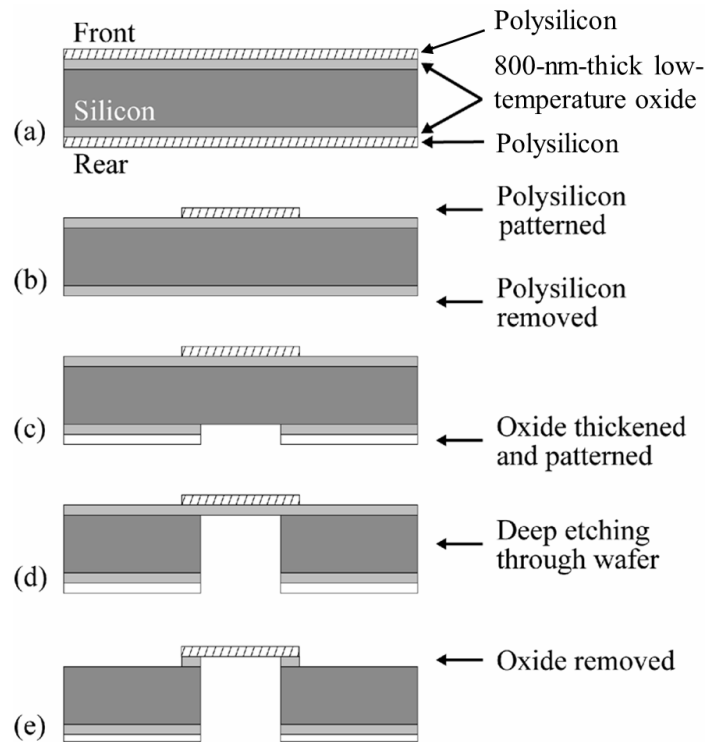 Front
Polysilicon
800-nm-thick low-
temperature oxide
Silicon
(a)
Polysilicon
Rear
Polysilicon
patterned
(b)
Polysilicon
removed
(c)
Oxide thickened
and patterned
Deep etching
through wafer
(d)
Oxide removed
(e)